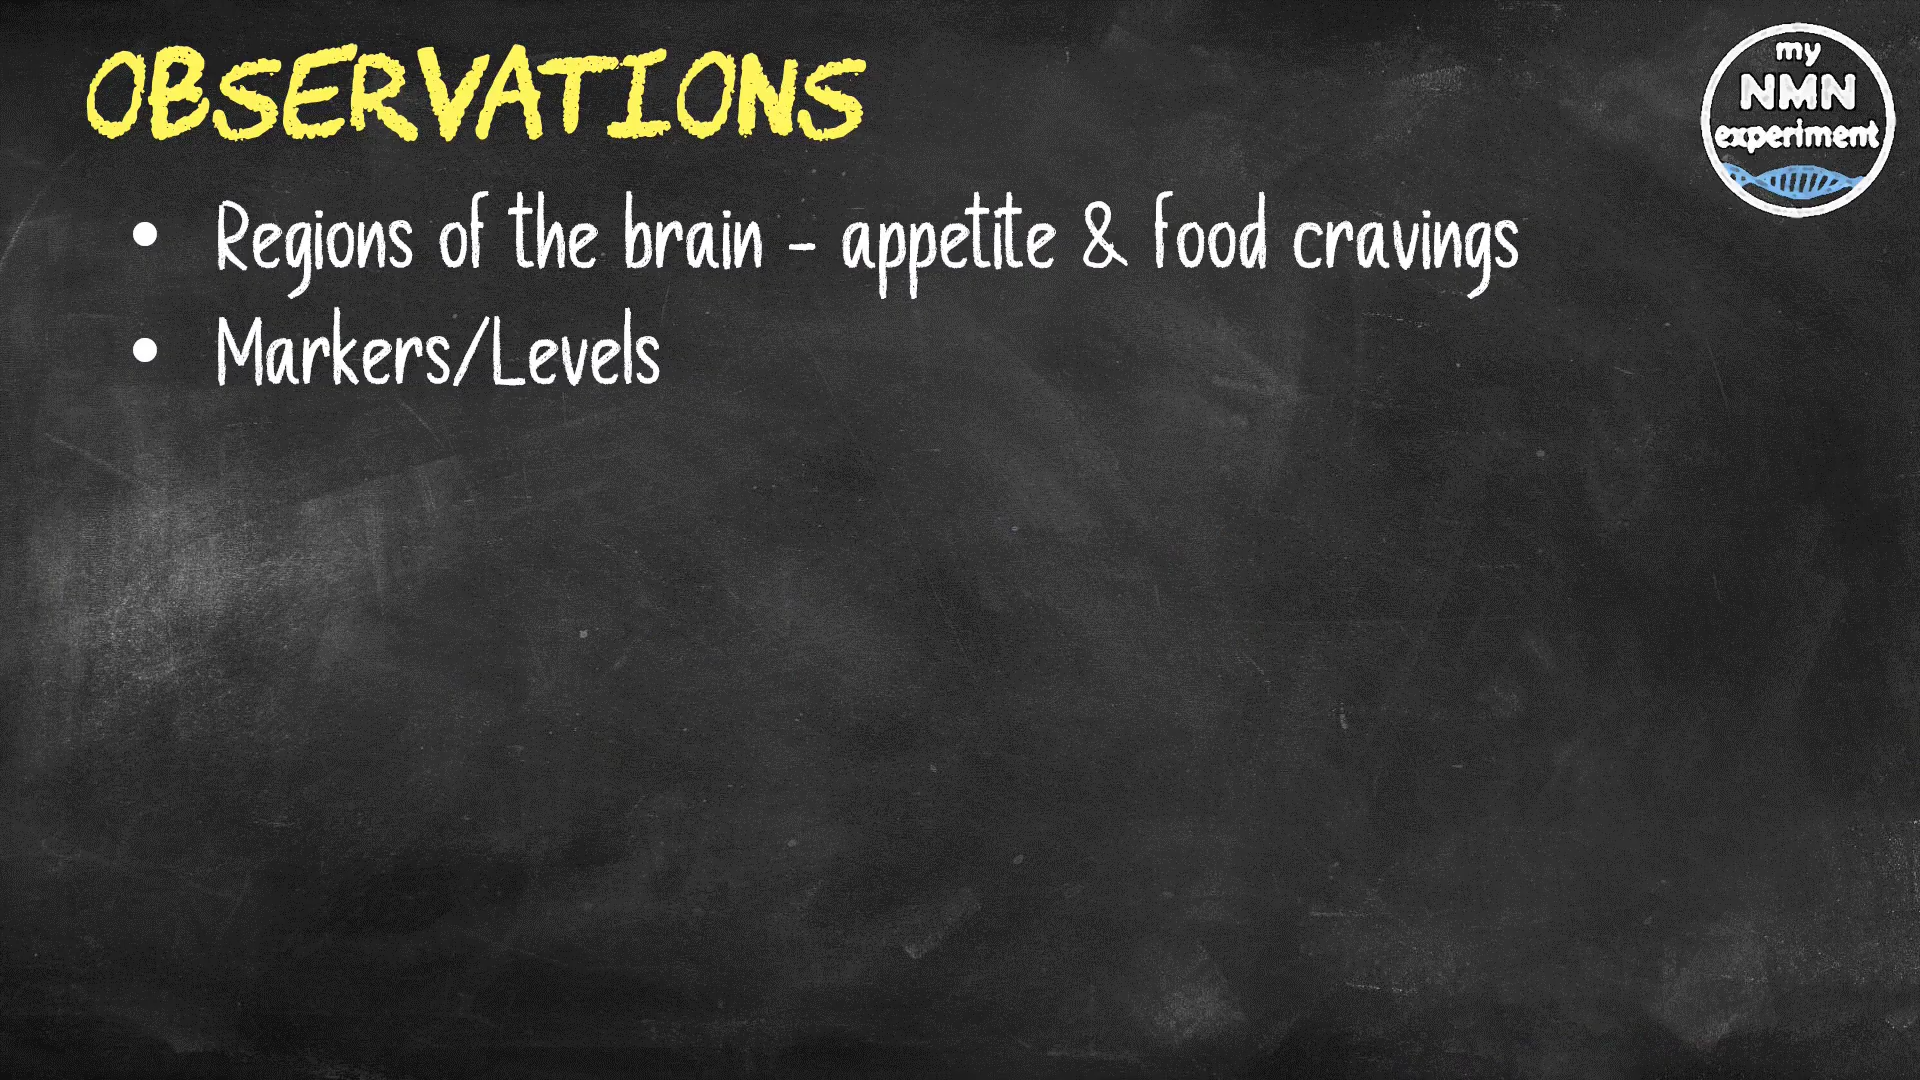 OBSERVATIONS
my
NMN
experiment
• Regions of the brain - appetite & food cravings
• Markers/Levels